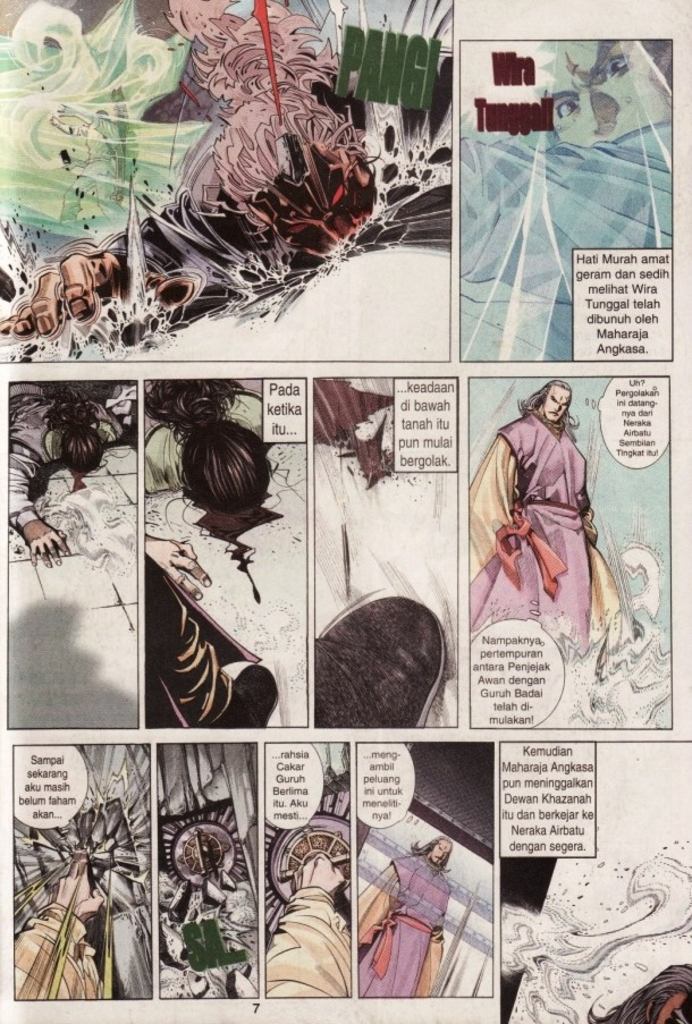 PANG!
Wira
Tunggal!
Hati Murah amat
geram dan sedih
melihat Wira
Tunggal telah
dibunuh oleh
Maharaja
Angkasa.
Pada
ketika
itu...
...keadaan
di bawah
tanah itu
pun mulai
bergolak.
Uh?
Pergolakan
ini datang-
nya dari
Neraka
Airbatu
Sembilan
Tingkat itu!
Nampaknya
pertempuran
antara Penjejak
Awan dengan
Guruh Badai
telah di-
mulakan!
Sampai
sekarang
aku masih
belum faham
akan...
SA..
...rahsia
Cakar
Guruh
Berlima
itu. Aku
mesti...
...meng-
ambil
peluang
ini untuk
meneliti-
nya!
Kemudian
Maharaja Angkasa
pun meninggalkan
Dewan Khazanah
itu dan berkejar ke
Neraka Airbatu
dengan segera.
7